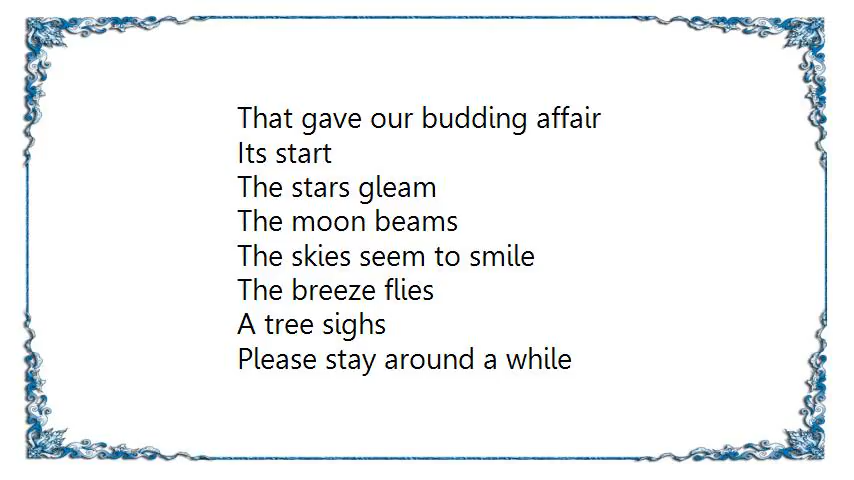 That gave our budding affair
Its start
The stars gleam
The moon beams
The skies seem to smile
The breeze flies
A tree sighs
Please stay around a while